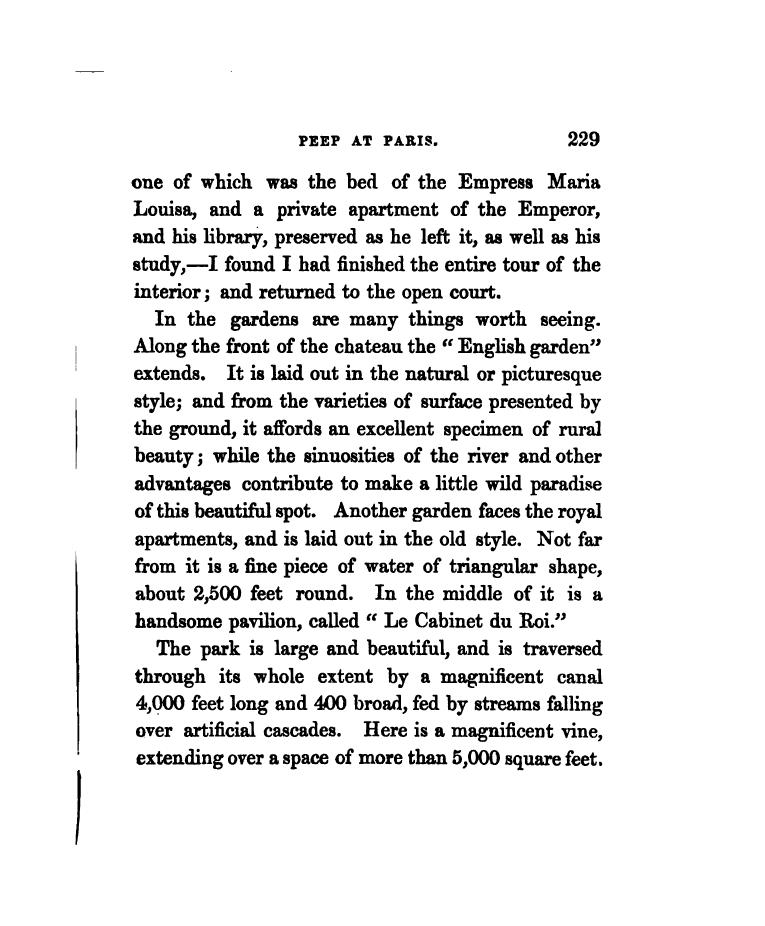 PEEP AT PARIS. 229
one of which was the bed of the Empress Maria
Louisa, and a private apartment of the Emperor,
and his library, preserved as he left it, as well as his
study,—I found I had finished the entire tour of the
interior; and returned to the open court.
In the gardens are many things worth seeing.
Along the front of the chateau the “ English garden”
extends. It is laid out in the natural or picturesque
style; and from the varieties of surface presented by
the ground, it affords an excellent specimen of rural
beauty; while the sinuosities of the river and other
advantages contribute to make a little wild paradise
of this beautiful spot. Another garden faces the royal
apartments, and is laid out in the old style. Not far
from it is a fine piece of water of triangular shape,
about 2,500 feet round. In the middle of it is a
handsome pavilion, called “ Le Cabinet du Roi.”
The park is large and beautiful, and is traversed
through its whole extent by a magnificent canal
4,000 feet long and 400 broad, fed by streams falling
over artificial cascades. Here is a magnificent vine,
extending over a space of more than 5,000 square feet.